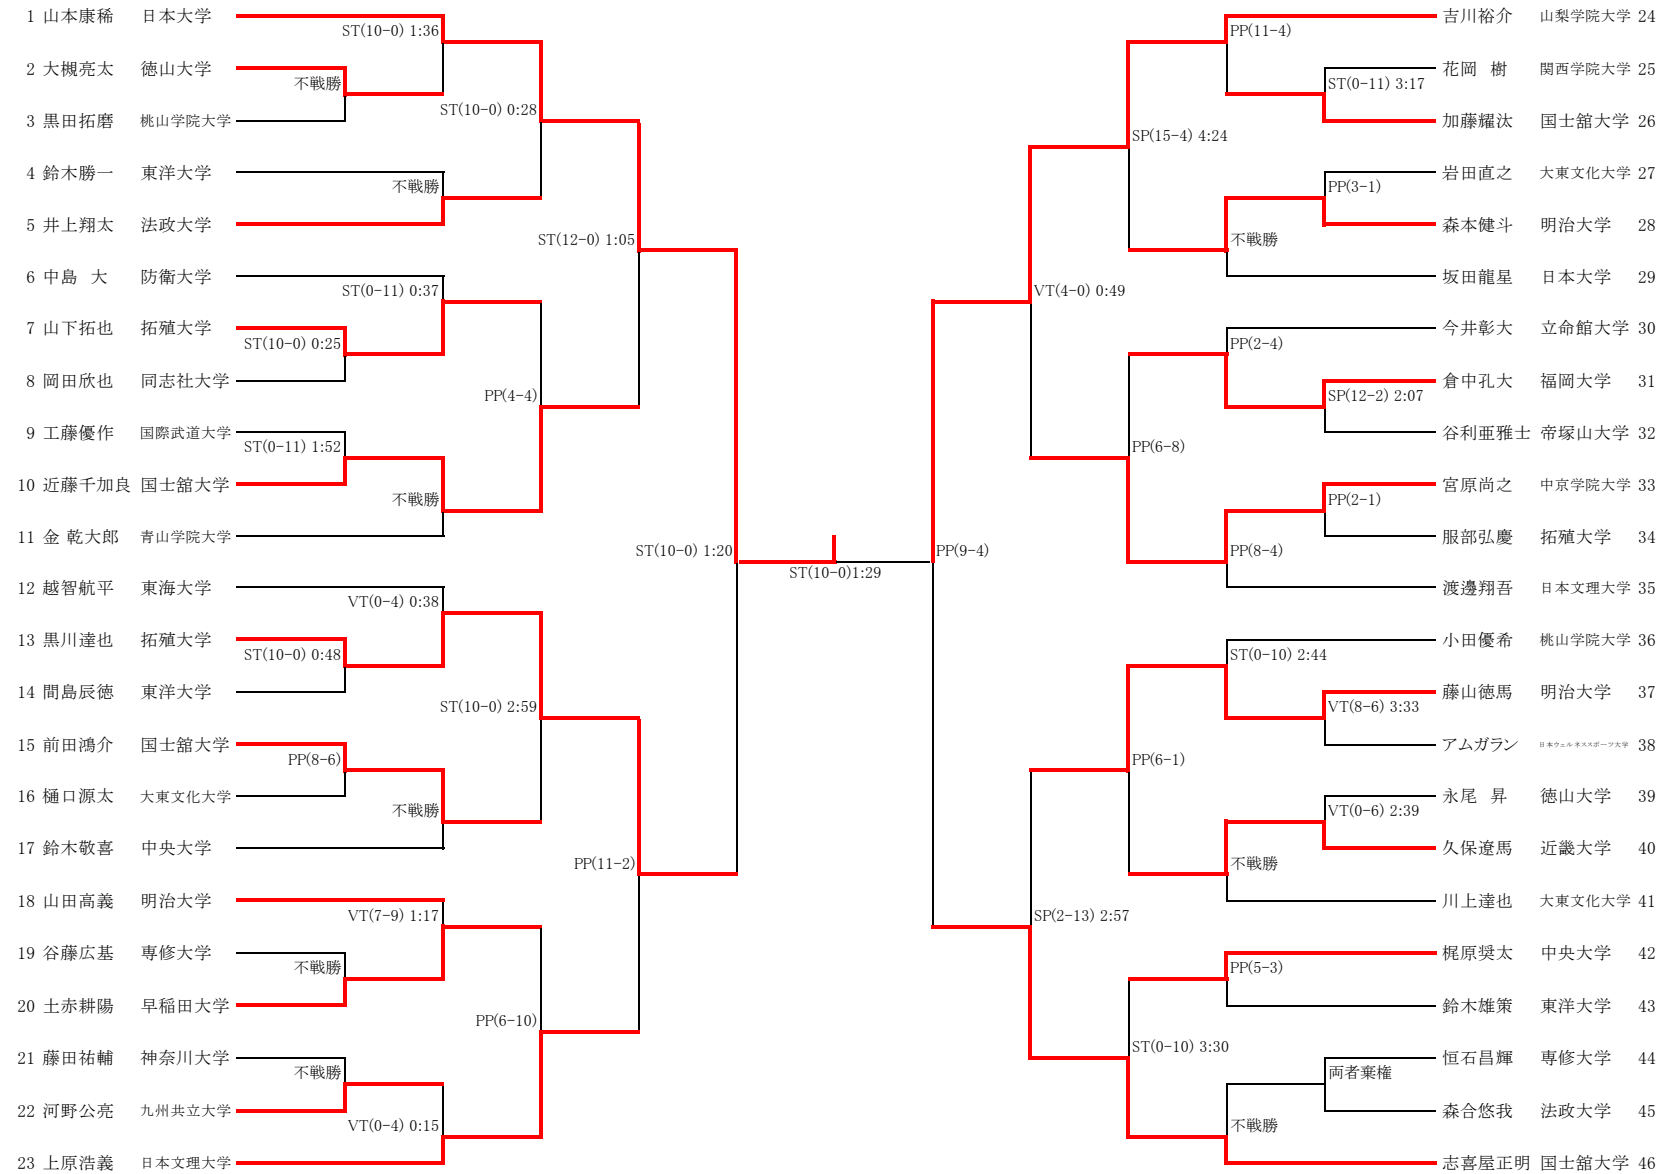 1 山本康稀 日本大学
2 大槻亮太 徳山大学
3 黒田拓磨 桃山学院大学
4 鈴木勝一 東洋大学
5 井上翔太 法政大学
6 中島 大 防衛大学
7 山下拓也 拓殖大学
8 岡田欣也 同志社大学
9 工藤優作 国際武道大学
10 近藤千加良 国士舘大学
11 金 乾大郎 青山学院大学
12 越智航平 東海大学
13 黒川達也 拓殖大学
14 間島辰徳 東洋大学
15 前田鴻介 国士舘大学
16 樋口源太 大東文化大学
17 鈴木敬喜 中央大学
18 山田高義 明治大学
19 谷藤広基 専修大学
20 土赤耕陽 早稲田大学
21 藤田祐輔 神奈川大学
22 河野公亮 九州共立大学
23 上原浩義 日本文理大学
ST(10-0) 1:36
不戦勝
ST(10-0) 0:28
不戦勝
ST(12-0) 1:05
ST(0-11) 0:37
ST(10-0) 0:25
PP(4-4)
ST(0-11) 1:52
不戦勝
ST(10-0) 1:20
VT(0-4) 0:38
ST(10-0) 0:48
ST(10-0) 2:59
PP(8-6)
不戦勝
PP(11-2)
VT(7-9) 1:17
不戦勝
PP(6-10)
不戦勝
VT(0-4) 0:15
ST(10-0)1:29
PP(11-4)
ST(0-11) 3:17
SP(15-4) 4:24
PP(3-1)
不戦勝
VT(4-0) 0:49
PP(2-4)
SP(12-2) 2:07
PP(6-8)
PP(2-1)
PP(8-4)
PP(9-4)
ST(0-10) 2:44
VT(8-6) 3:33
PP(6-1)
VT(0-6) 2:39
不戦勝
SP(2-13) 2:57
PP(5-3)
ST(0-10) 3:30
両者棄権
不戦勝
吉川裕介 山梨学院大学 24
花岡 樹 関西学院大学 25
加藤耀汰 国士舘大学 26
岩田直之 大東文化大学 27
森本健斗 明治大学 28
坂田龍星 日本大学 29
今井彰大 立命館大学 30
倉中孔大 福岡大学 31
谷利亜雅士 帝塚山大学 32
宮原尚之 中京学院大学 33
服部弘慶 拓殖大学 34
渡邊翔吾 日本文理大学 35
小田優希 桃山学院大学 36
藤山徳馬 明治大学 37
アムガラン 日本ウェルネススポーツ大学 38
永尾 昇 徳山大学 39
久保遼馬 近畿大学 40
川上達也 大東文化大学 41
梶原奨太 中央大学 42
鈴木雄策 東洋大学 43
恒石昌輝 専修大学 44
森合悠我 法政大学 45
志喜屋正明 国士舘大学 46